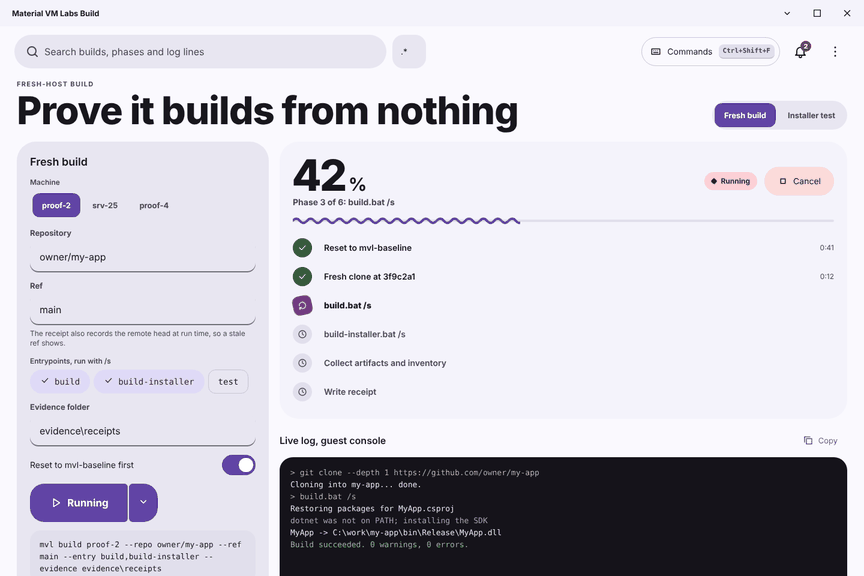 Material VM Labs Build
Search builds, phases and log lines
.*
Commands Ctrl+Shift+F
2
FRESH-HOST BUILD
Prove it builds from nothing
Fresh build Installer test
Fresh build
Machine
proof-2 srv-25 proof-4
Repository
owner/my-app
Ref
main
The receipt also records the remote head at run time, so a stale
ref shows.
Entrypoints, run with /s
build build-installer test
Evidence folder
evidence\receipts
Reset to mvl-baseline first
Running
mvl build proof-2 --repo owner/my-app --ref
main --entry build,build-installer --
evidence evidence\receipts
42%
Running Cancel
Phase 3 of 6: build.bat /s
Reset to mvl-baseline 0:41
Fresh clone at 3f9c2a1 0:12
build.bat /s
build-installer.bat /s
Collect artifacts and inventory
Write receipt
Live log, guest console Copy
> git clone --depth 1 https://github.com/owner/my-app
Cloning into my-app... done.
> build.bat /s
Restoring packages for MyApp.csproj
dotnet was not on PATH; installing the SDK
MyApp -> C:\work\my-app\bin\Release\MyApp.dll
Build succeeded. 0 warnings, 0 errors.